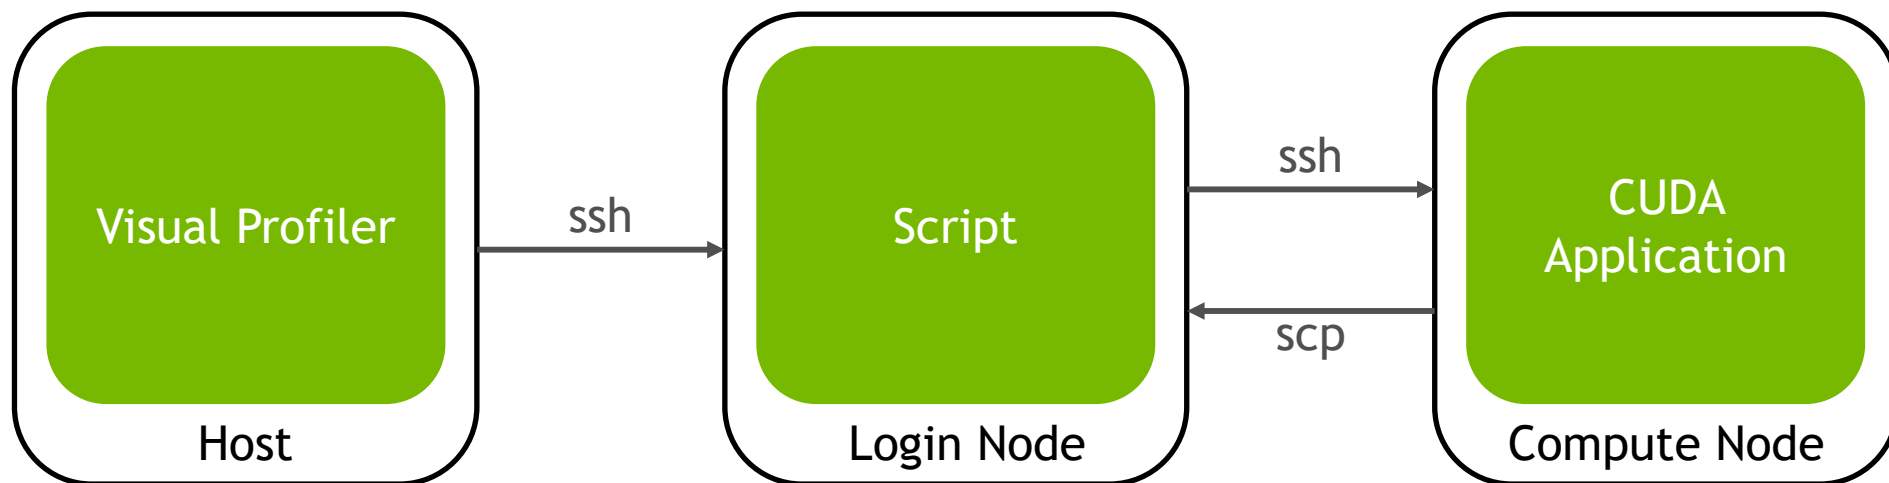 Visual Profiler
Host
ssh
Script
Login Node
ssh
scp
CUDA
Application
Compute Node